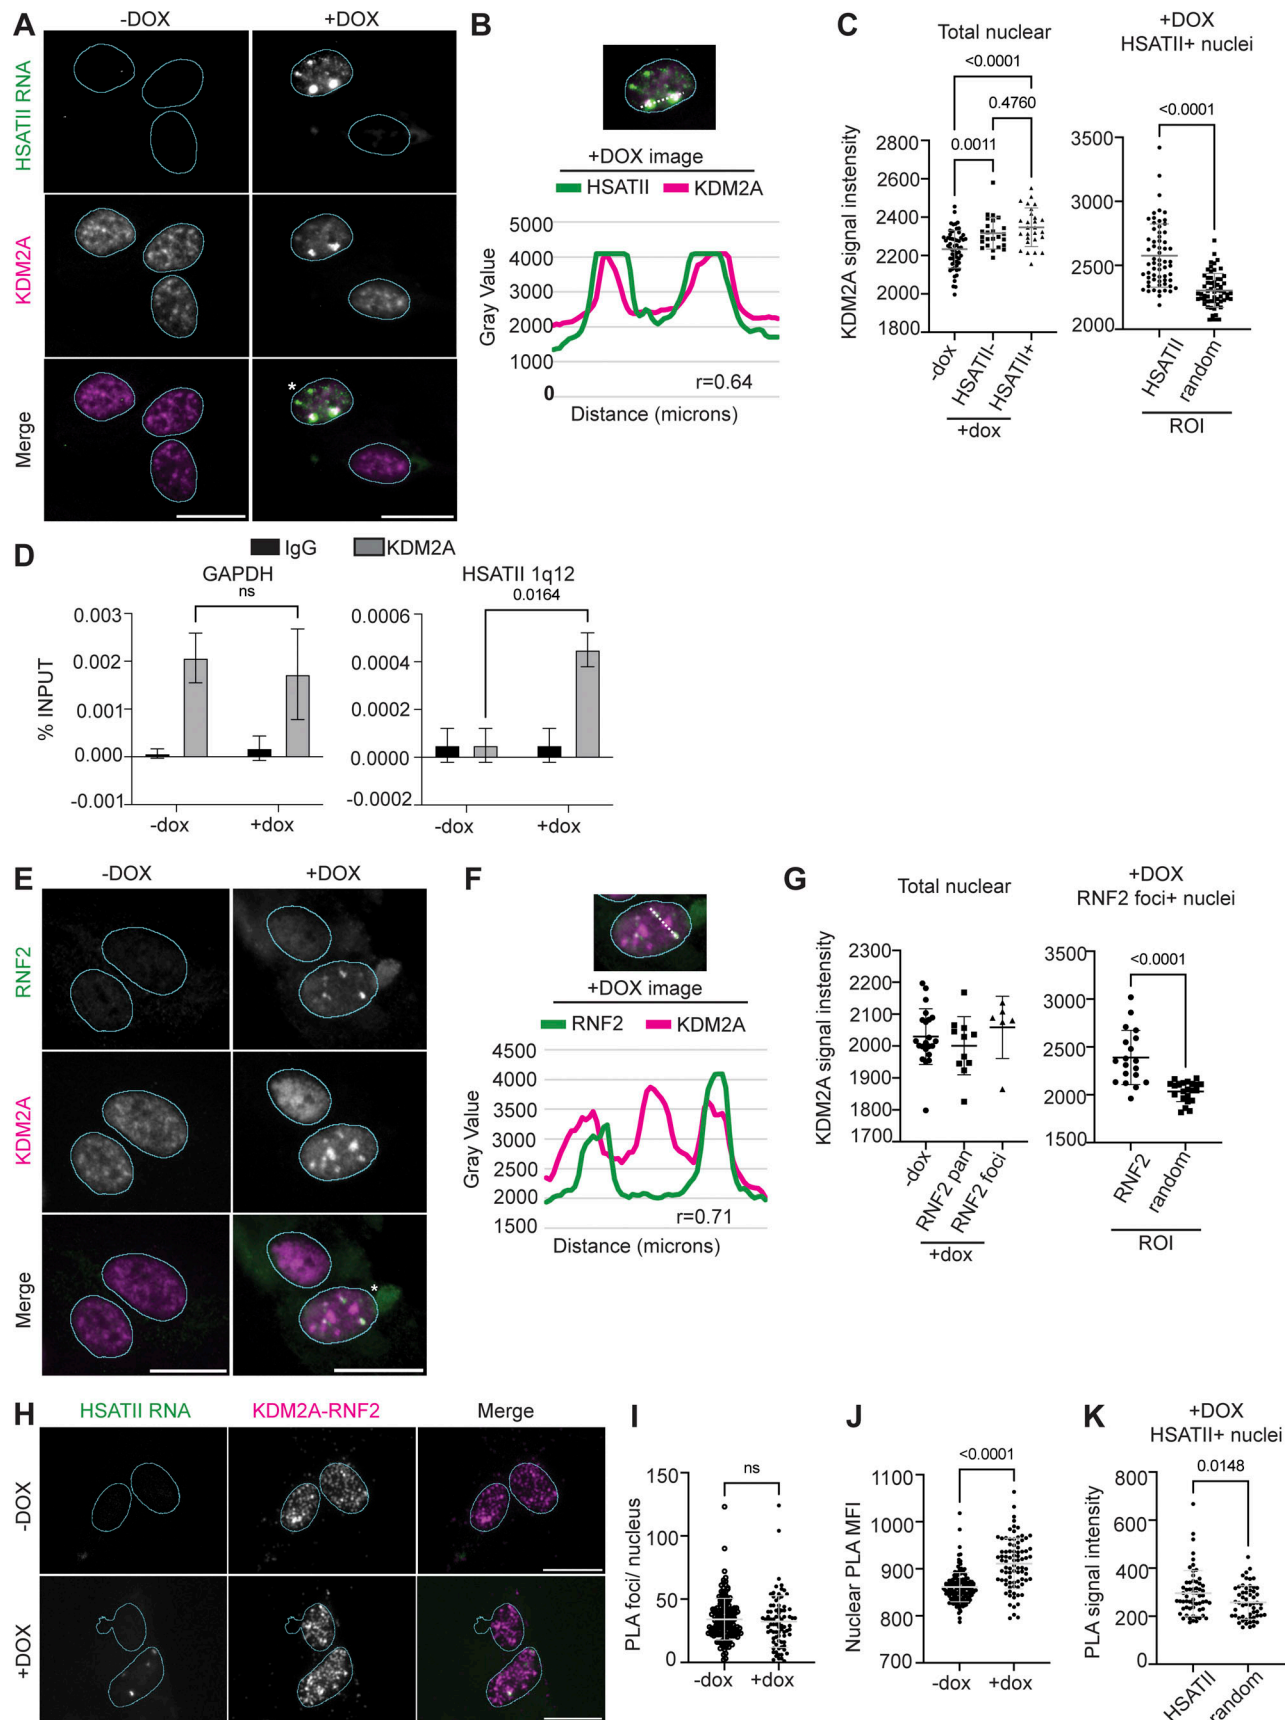 A
-DOX
+DOX
HSATII RNA
KDM2A
Merge
*
B
+DOX image
HSATII
KDM2A
5000
4000
3000
2000
1000
0
Gray Value
r=0.64
Distance (microns)
C
Total nuclear
+DOX
HSATII+ nuclei
<0.0001
0.4760
0.0011
<0.0001
KDM2A signal instensity
2800
2600
2400
2200
2000
1800
3500
3000
2500
2000
-dox
HSATII-
HSATII+
+dox
HSATII
random
ROI
D
IgG
KDM2A
GAPDH
ns
% INPUT
0.003
0.002
0.001
0.000
-0.001
-dox
+dox
HSATII 1q12
0.0164
0.0006
0.0004
0.0002
0.0000
-0.0002
-dox
+dox
E
-DOX
+DOX
RNF2
KDM2A
Merge
*
F
+DOX image
RNF2
KDM2A
4500
4000
3500
3000
2500
2000
1500
Gray Value
r=0.71
Distance (microns)
G
Total nuclear
+DOX
RNF2 foci+ nuclei
KDM2A signal instensity
2300
2200
2100
2000
1900
1800
1700
<0.0001
3500
3000
2500
2000
1500
-dox
RNF2 pan
RNF2 foci
+dox
RNF2
random
ROI
H
HSATII RNA
KDM2A-RNF2
Merge
-DOX
+DOX
I
ns
PLA foci/ nucleus
150
100
50
0
-dox
+dox
J
<0.0001
Nuclear PLA MFI
1100
1000
900
800
700
-dox
+dox
K
+DOX
HSATII+ nuclei
0.0148
PLA signal intensity
800
600
400
200
0
HSATII
random